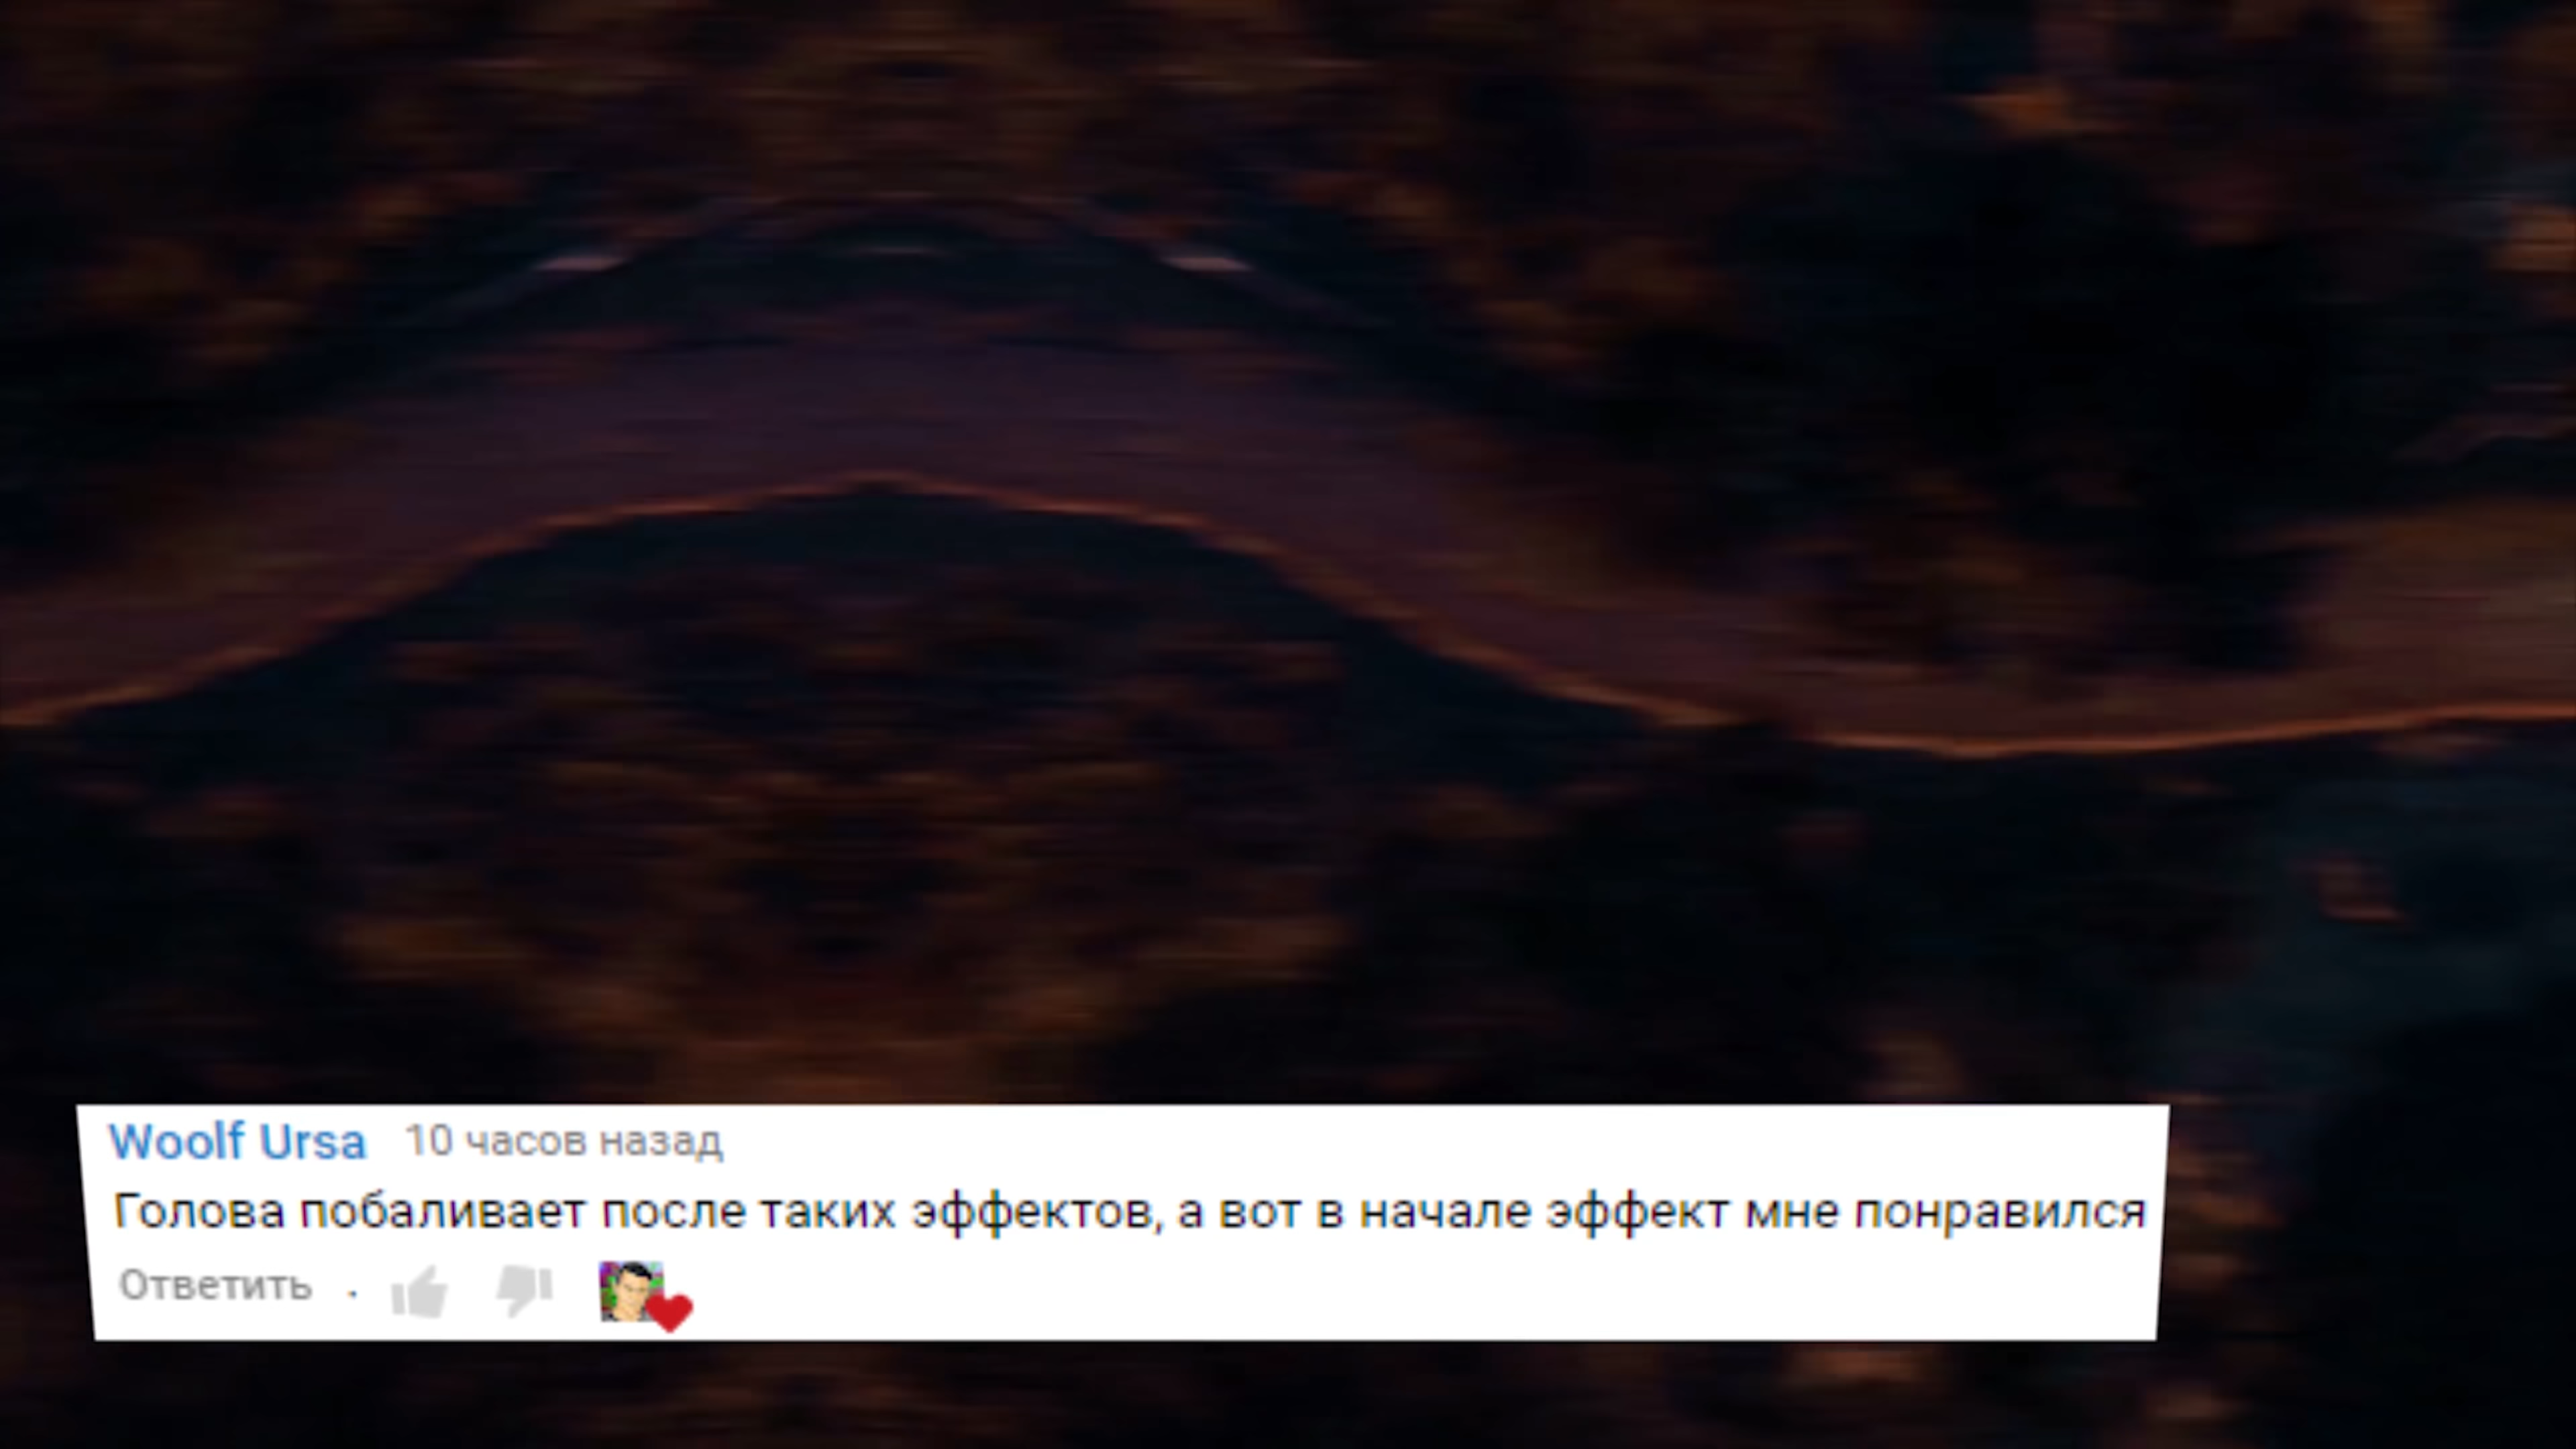 Woolf Ursa 10 часов назад
Голова побаливает после таких эффектов, а вот в начале эффект мне понравился
Ответить